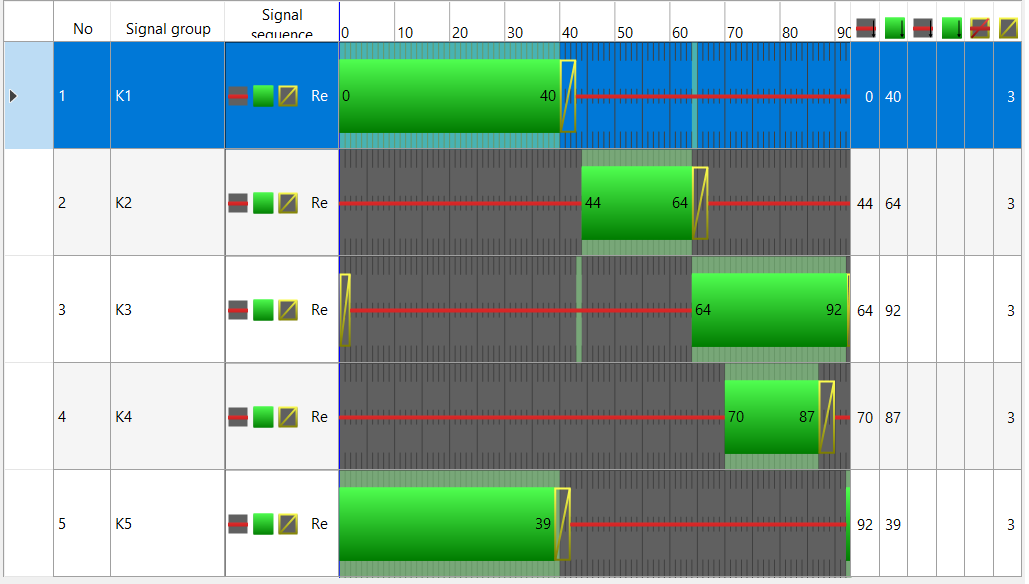 No Signal group Signal sequence 0 10 20 30 40 50 60 70 80 90
1 K1 Re 0 40 0 40 3
2 K2 Re 44 64 44 64 3
3 K3 Re 64 92 64 92 3
4 K4 Re 70 87 70 87 3
5 K5 Re 39 92 39 3